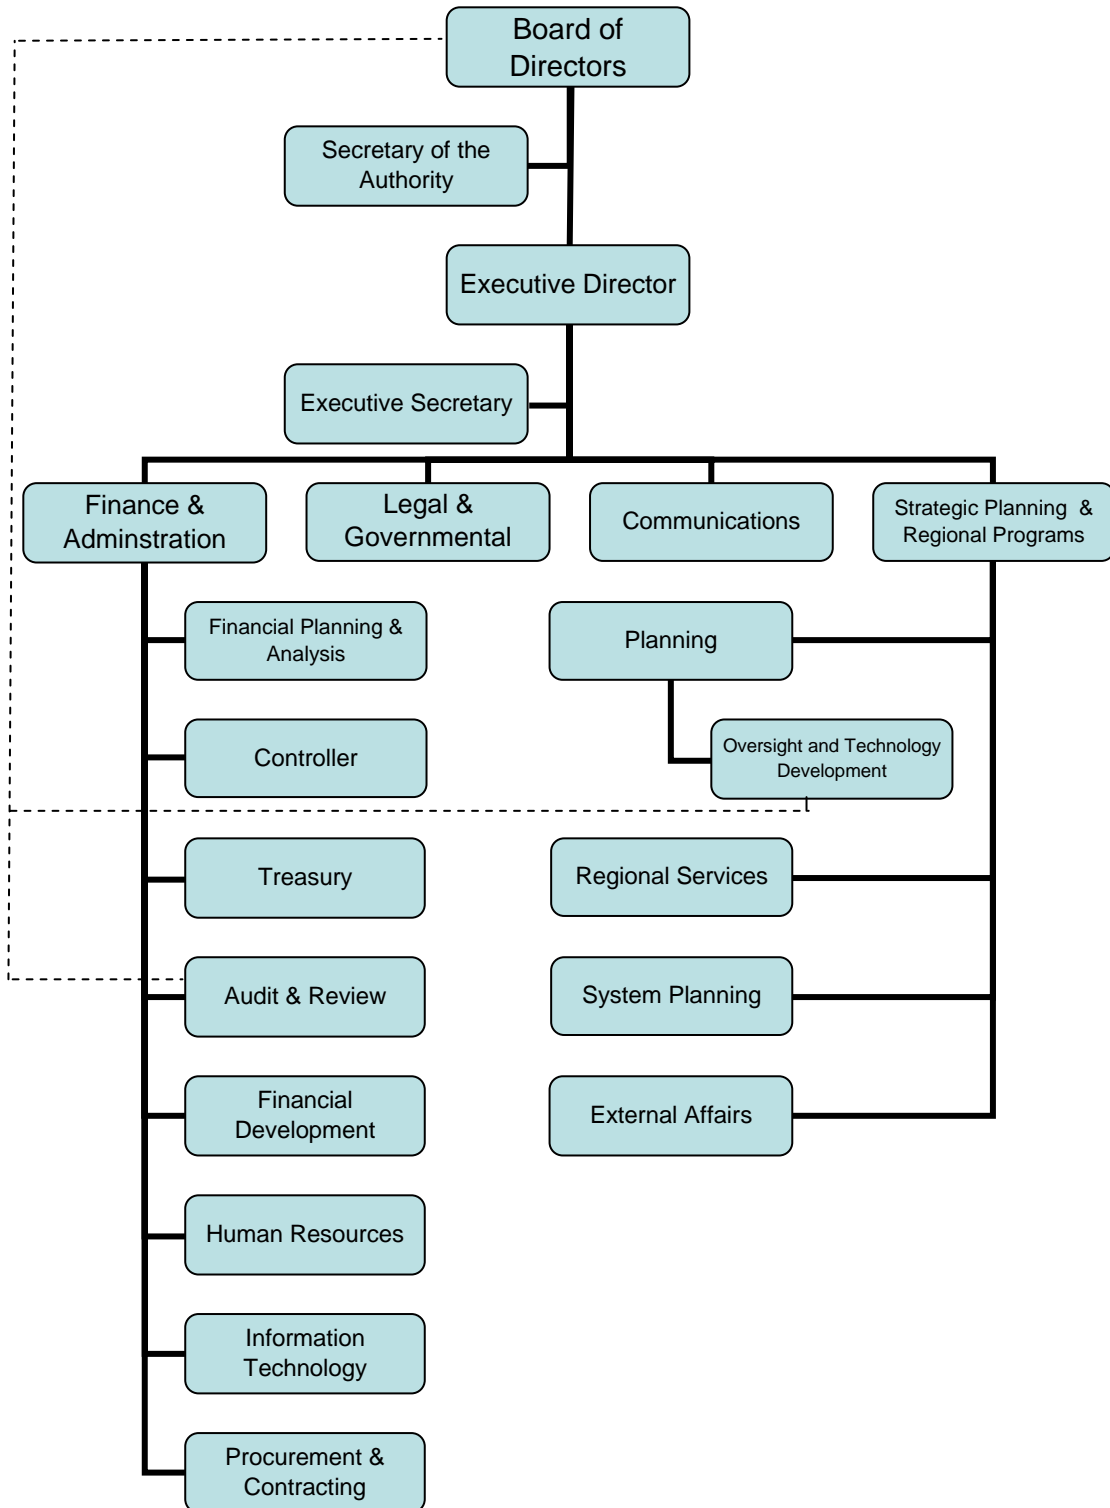 Board of
Directors
Secretary of the
Authority
Executive Director
Executive Secretary
Finance &
Adminstration
Legal &
Governmental
Communications
Strategic Planning &
Regional Programs
Financial Planning &
Analysis
Planning
Controller
Oversight and Technology
Development
Treasury
Regional Services
Audit & Review
System Planning
Financial
Development
External Affairs
Human Resources
Information
Technology
Procurement &
Contracting